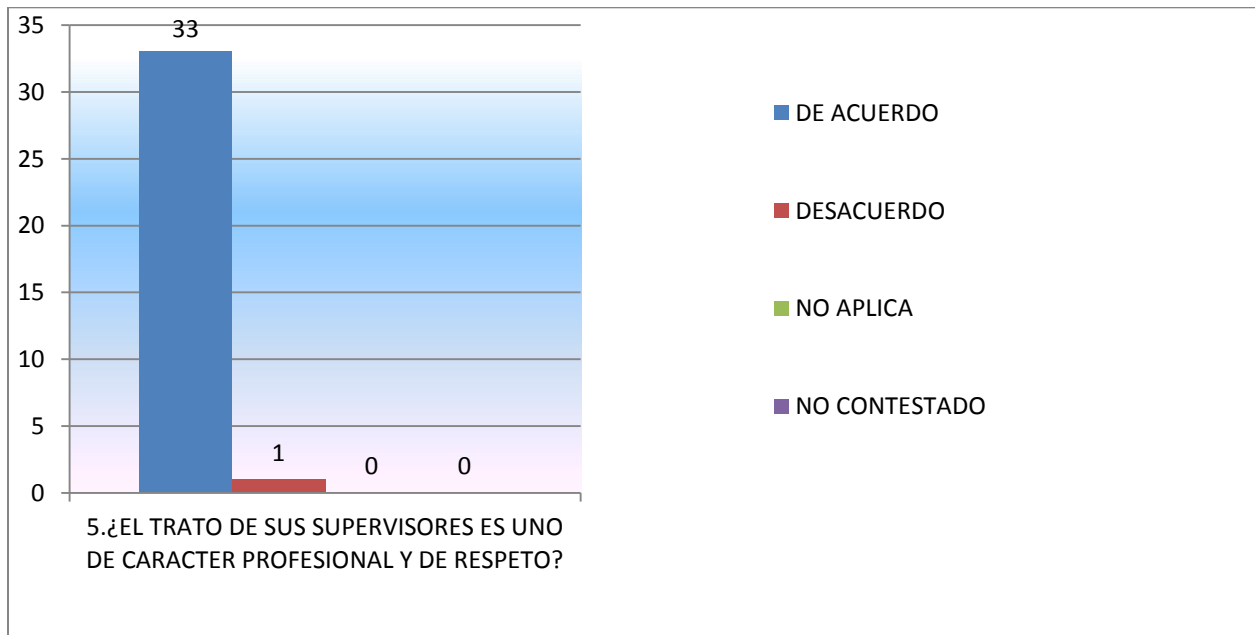 35
30
25
20
15
10
5
0
33
1
0
0
5.¿EL TRATO DE SUS SUPERVISORES ES UNO
DE CARACTER PROFESIONAL Y DE RESPETO?
DE ACUERDO
DESACUERDO
NO APLICA
NO CONTESTADO